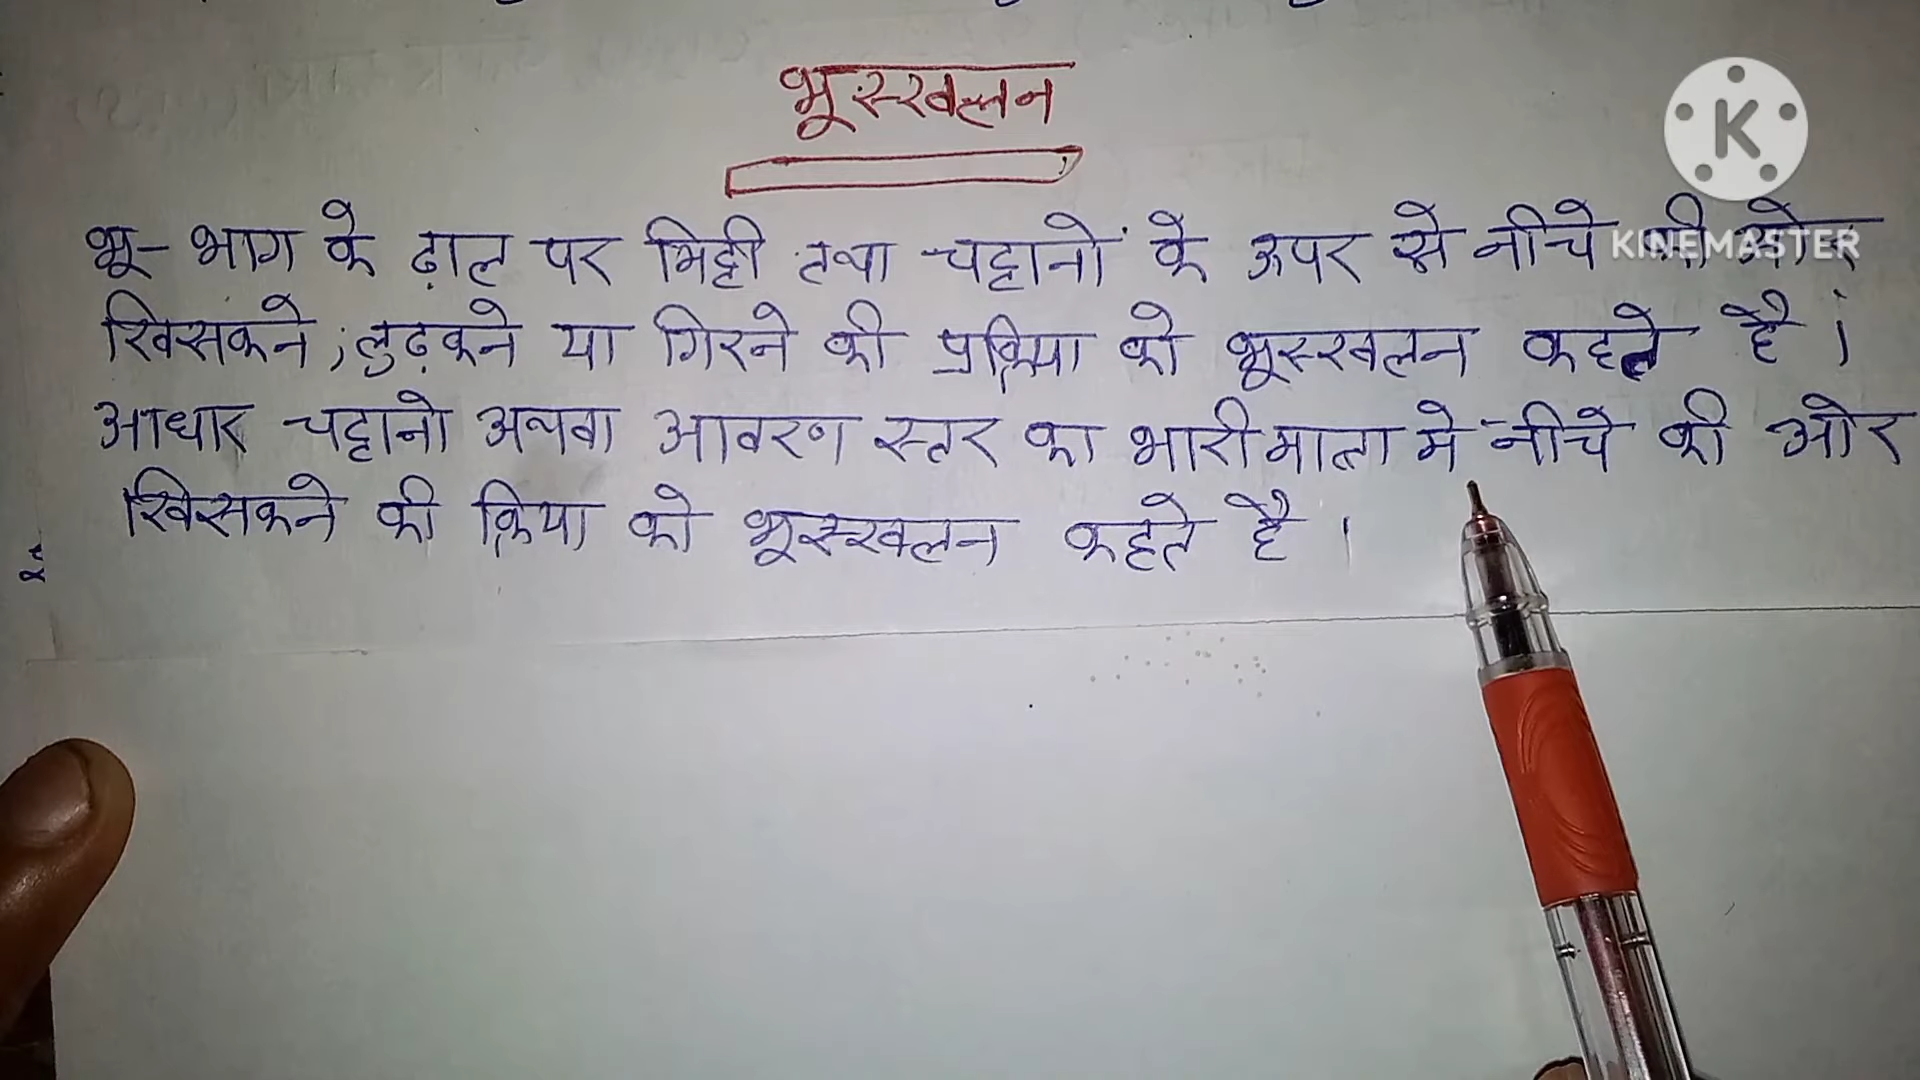 भूस्खलन
भू-भाग के ढ़ाल पर मिट्टी तथा चट्टानों के ऊपर से नीचे की ओर
खिसकने, लुढ़कने या गिरने की प्रक्रिया को भूस्खलन कहते है।
आधार चट्टानो अथवा आवरण स्तर का भारी मात्रा मे नीचे की ओर
खिसकने की क्रिया को भूस्खलन कहते है।
K
KINEMASTER